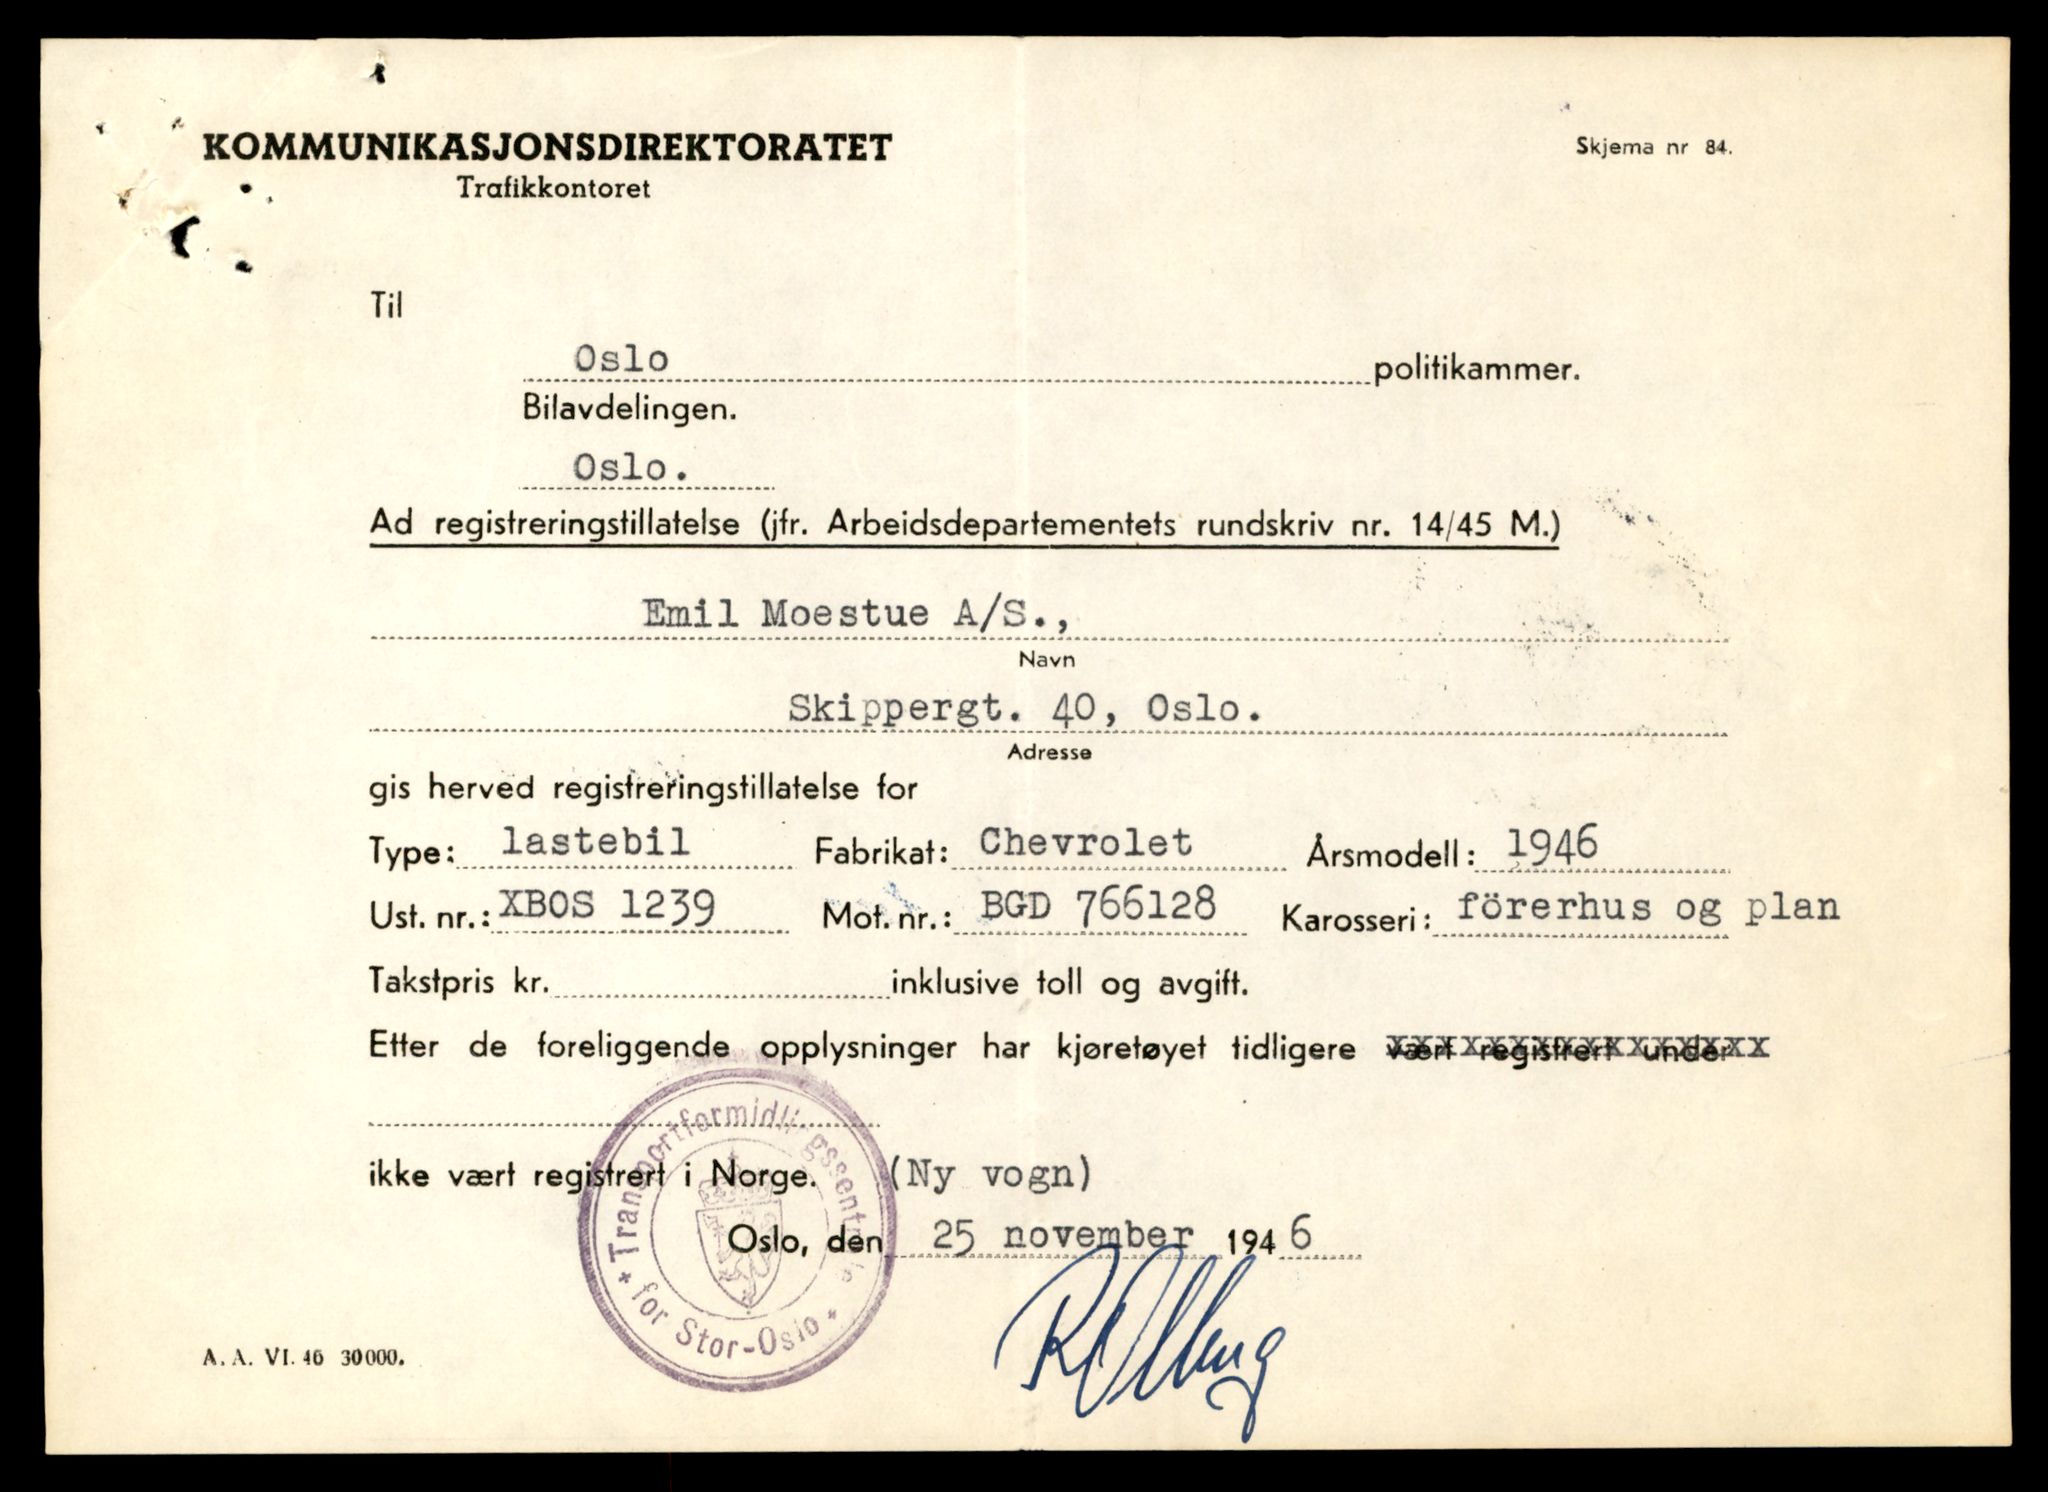 KOMMUNIKASJONSDIREKTORATET
Trafikkontoret
Skjema nr 84.
Til
Oslo politikammer.
Bilavdelingen.
Oslo.
Ad registreringstillatelse (jfr. Arbeidsdepartementets rundskriv nr. 14/45 M.)
Emil Moestue A/S.,
Navn
Skippergt. 40, Oslo.
Adresse
gis herved registreringstillatelse for
Type: lastebil Fabrikat: Chevrolet Årsmodell: 1946
Ust. nr.: XBOS 1239 Mot. nr.: BGD 766128 Karosseri: förerhus og plan
Takstpris kr. inklusive toll og avgift.
Etter de foreliggende opplysninger har kjøretøyet tidligere vært registrert under
ikke vært registrert i Norge. (Ny vogn)
Oslo, den 25 november 1946
Transportformidlingssentrale
for Stor-Oslo
A. A. VI. 46 30000.